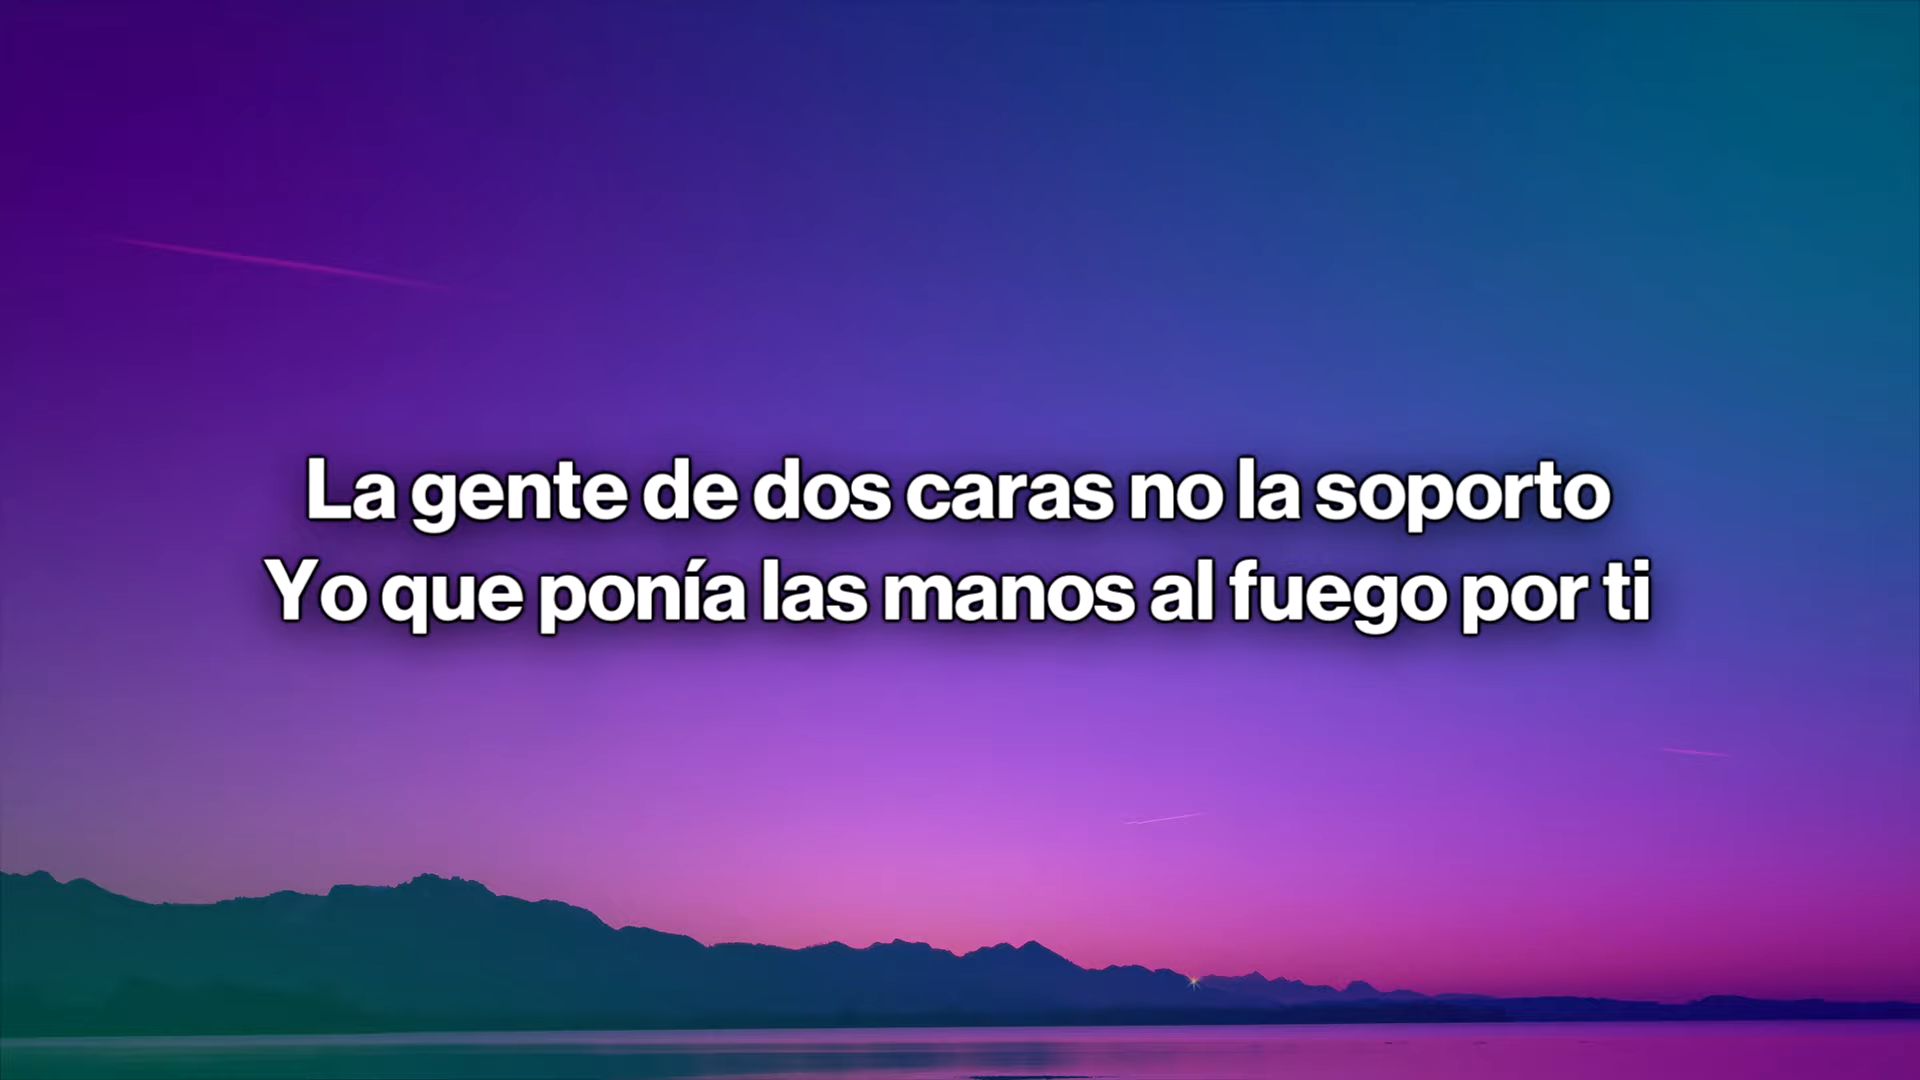 La gente de dos caras no la soporto
Yo que ponía las manos al fuego por ti